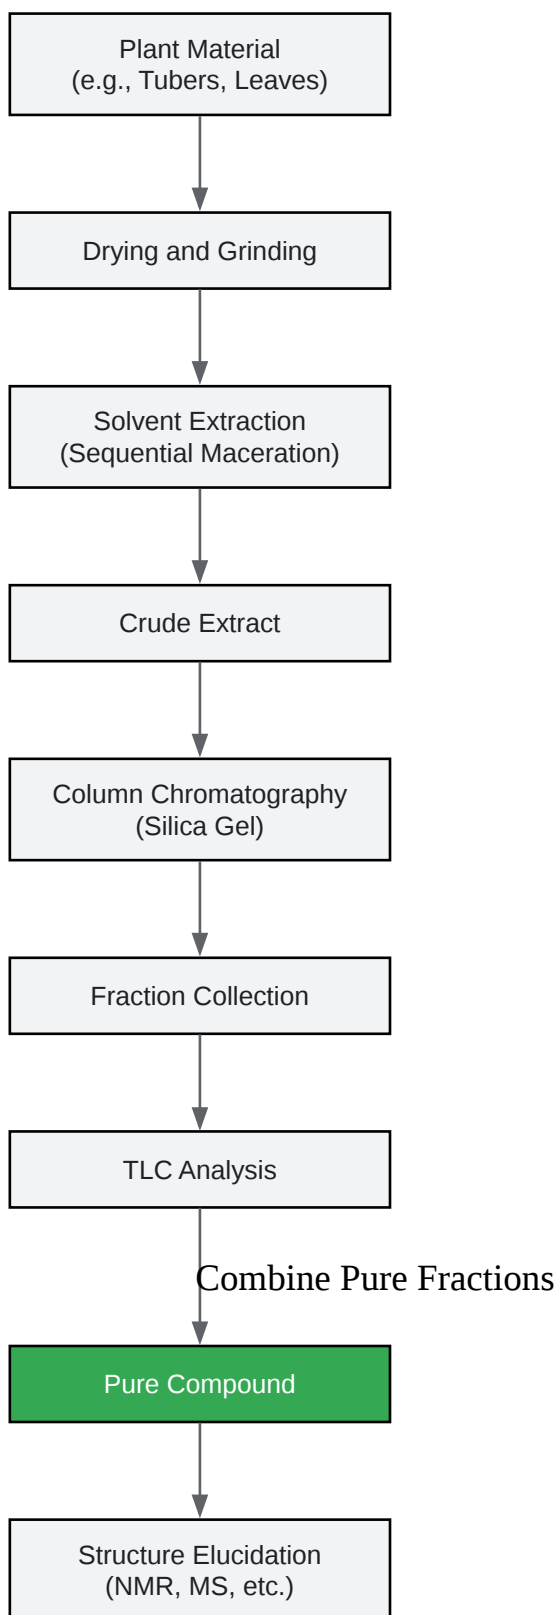 Plant Material
(e.g., Tubers, Leaves)
Drying and Grinding
Solvent Extraction
(Sequential Maceration)
Crude Extract
Column Chromatography
(Silica Gel)
Fraction Collection
TLC Analysis
Combine Pure Fractions
Pure Compound
Structure Elucidation
(NMR, MS, etc.)